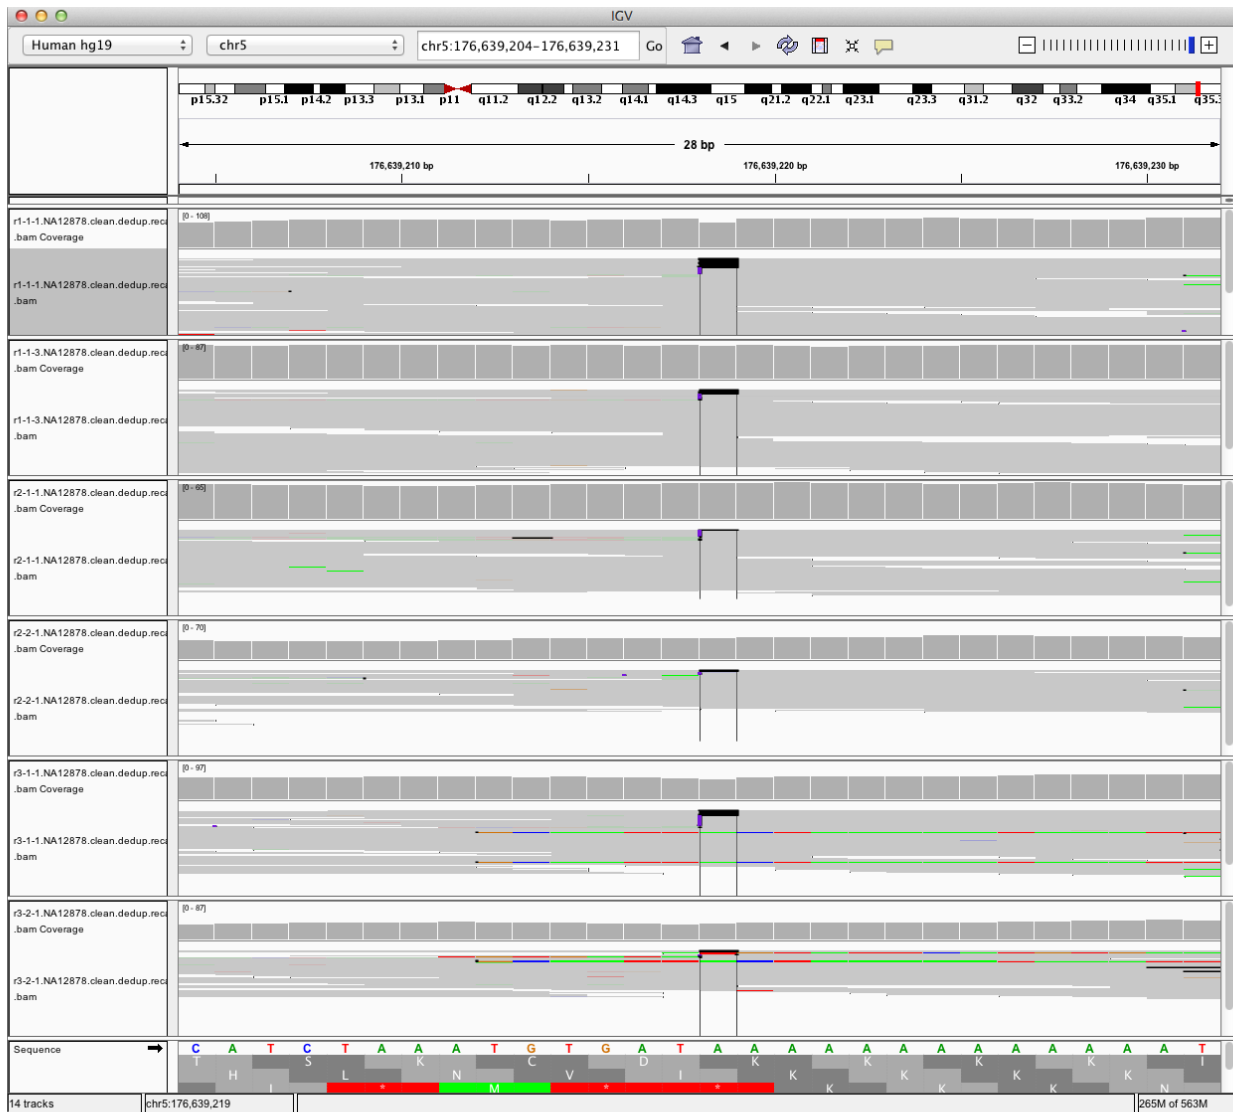 IGV
Human hg19 chr5 chr5:176,639,204-176,639,231 Go
p15.32 p15.1 p14.2 p13.3 p13.1 p11 q11.2 q12.2 q13.2 q14.1 q14.3 q15 q21.2 q22.1 q23.1 q23.3 q31.2 q32 q33.2 q34 q35.1 q35.3
28 bp
176,639,210 bp 176,639,220 bp 176,639,230 bp
r1-1-1.NA12878.clean.dedup.reca [0 - 108]
.bam Coverage
r1-1-1.NA12878.clean.dedup.reca
.bam
r1-1-3.NA12878.clean.dedup.reca [0 - 87]
.bam Coverage
r1-1-3.NA12878.clean.dedup.reca
.bam
r2-1-1.NA12878.clean.dedup.reca [0 - 65]
.bam Coverage
r2-1-1.NA12878.clean.dedup.reca
.bam
r2-2-1.NA12878.clean.dedup.reca [0 - 70]
.bam Coverage
r2-2-1.NA12878.clean.dedup.reca
.bam
r3-1-1.NA12878.clean.dedup.reca [0 - 97]
.bam Coverage
r3-1-1.NA12878.clean.dedup.reca
.bam
r3-2-1.NA12878.clean.dedup.reca [0 - 87]
.bam Coverage
r3-2-1.NA12878.clean.dedup.reca
.bam
Sequence C A T C T A A A T G T G A T A A A A A A A A A A A A A T
T S K C D K K K K I
H L N V I K K K K N
I * M * * K K K N
14 tracks chr5:176,639,219 265M of 563M